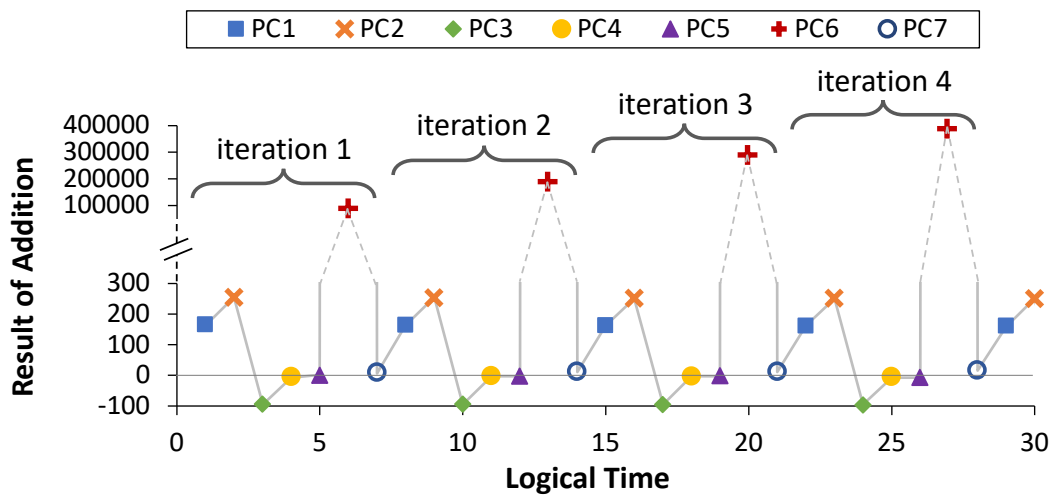 PC1 PC2 PC3 PC4 PC5 PC6 PC7
iteration 1
iteration 2
iteration 3
iteration 4
Result of Addition
400000
300000
200000
100000
300
200
100
0
-100
0 5 10 15 20 25 30
Logical Time